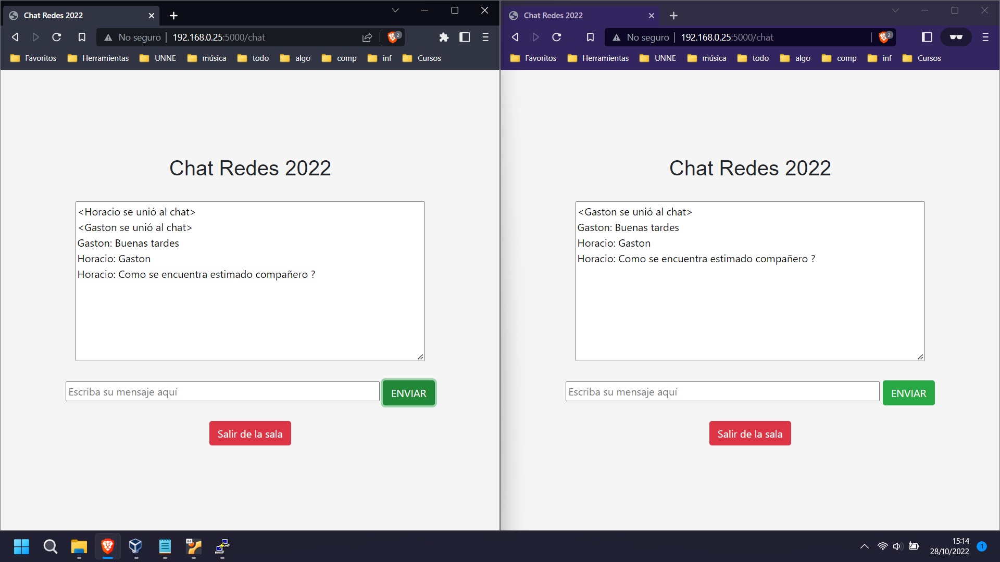 Chat Redes 2022
No seguro 192.168.0.25:5000/chat 2
Favoritos Herramientas UNNE música todo algo comp inf Cursos
Chat Redes 2022
<Horacio se unió al chat>
<Gaston se unió al chat>
Gaston: Buenas tardes
Horacio: Gaston
Horacio: Como se encuentra estimado compañero ?
Escriba su mensaje aquí
ENVIAR
Salir de la sala
Chat Redes 2022
No seguro 192.168.0.25:5000/chat 2
Favoritos Herramientas UNNE música todo algo comp inf Cursos
Chat Redes 2022
<Gaston se unió al chat>
Gaston: Buenas tardes
Horacio: Gaston
Horacio: Como se encuentra estimado compañero ?
Escriba su mensaje aquí
ENVIAR
Salir de la sala
64
15:14
28/10/2022
1